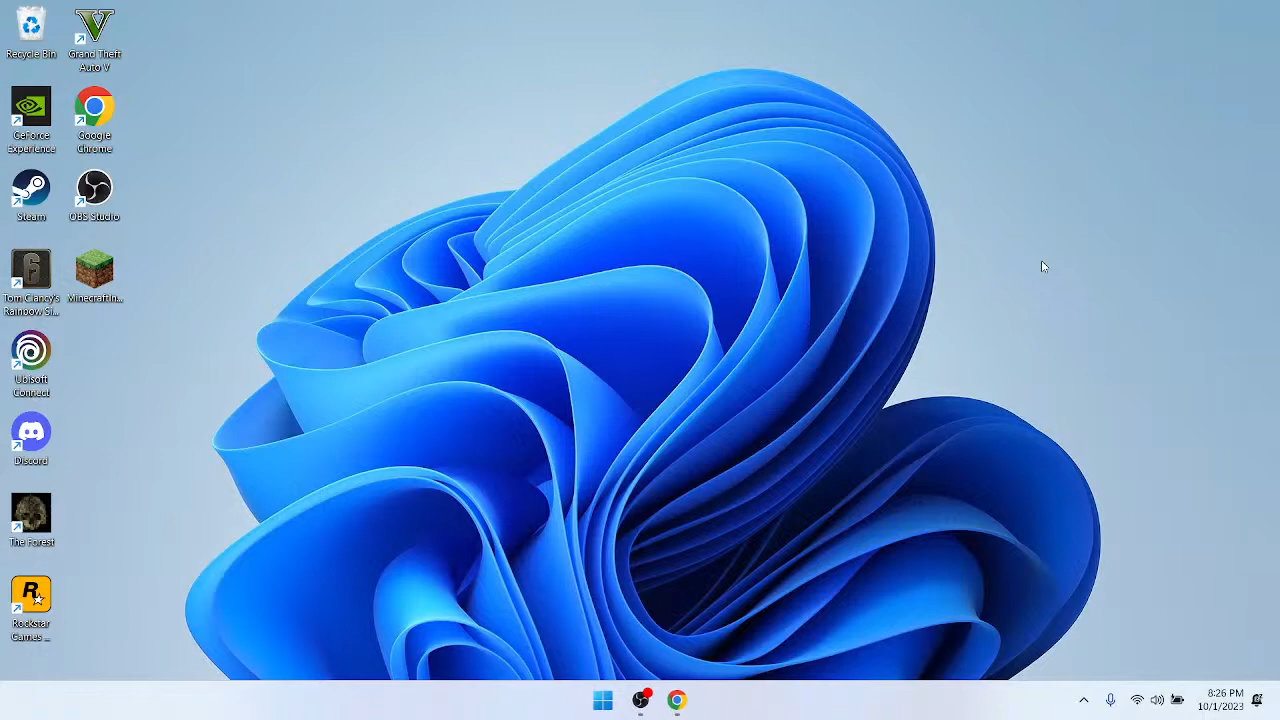 Recycle Bin
Grand Theft
Auto V
GeForce
Experience
Google
Chrome
Steam
OBS Studio
Tom Clancy's
Rainbow Si...
MinecraftIn...
Ubisoft
Connect
Discord
The Forest
Rockstar
Games ...
8:26 PM
10/1/2023